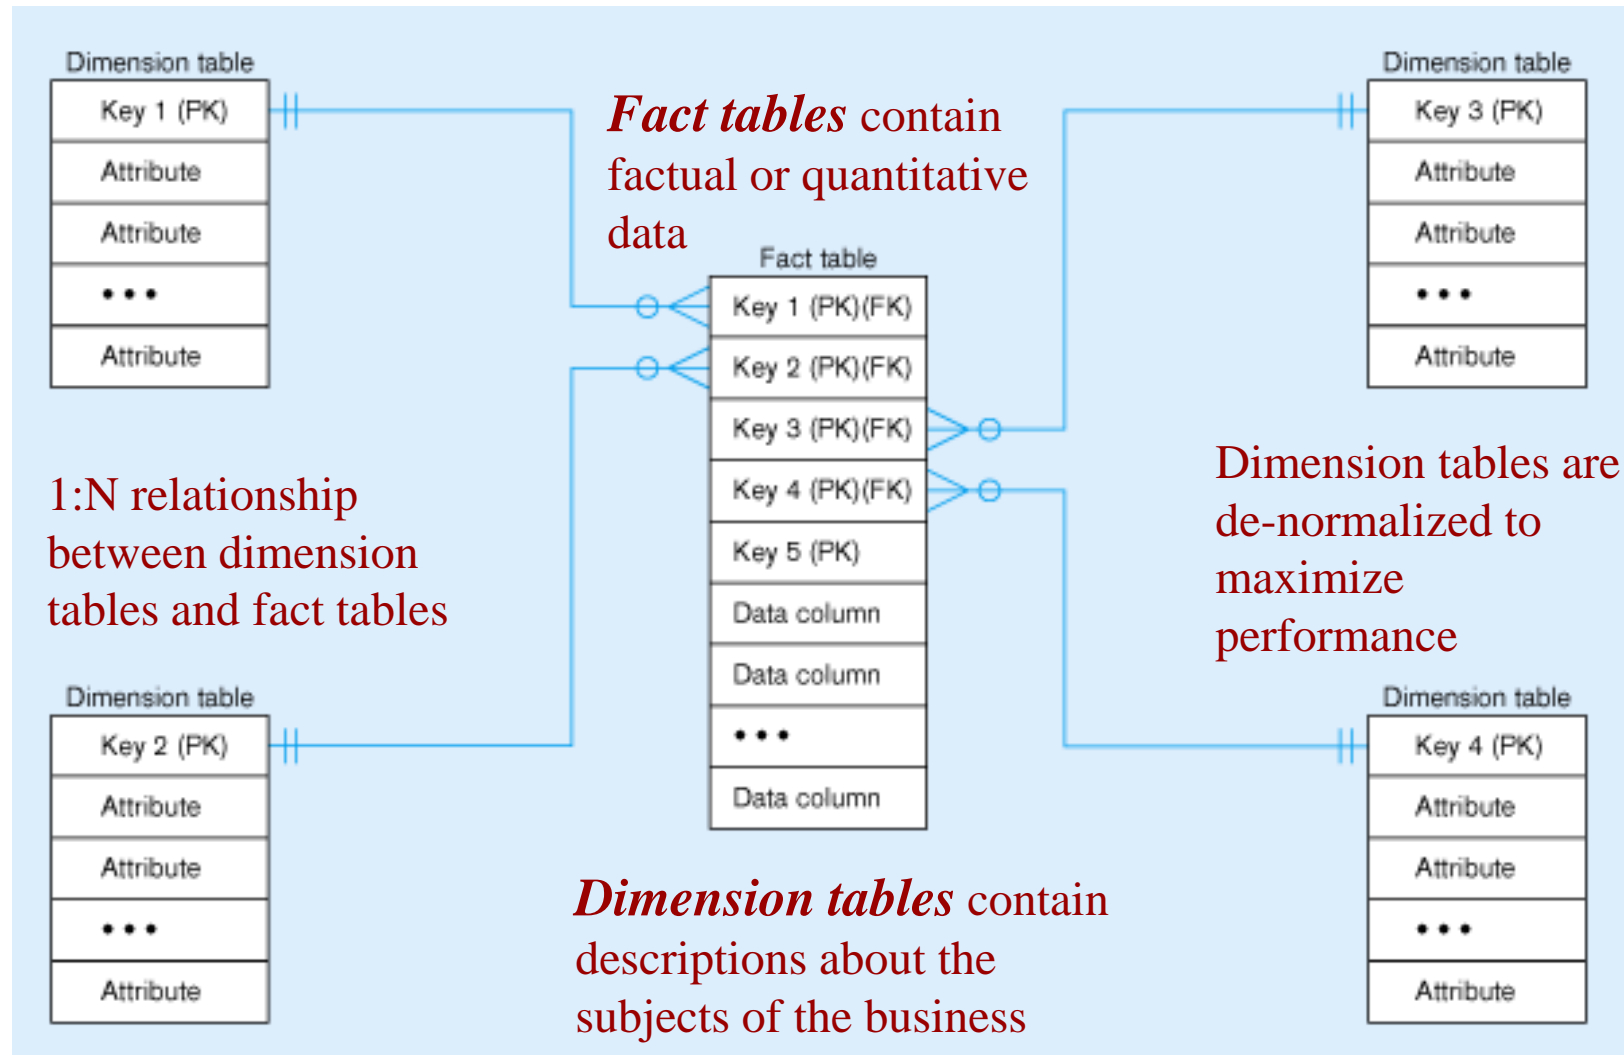 Dimension table
Key 1 (PK)
Attribute
Attribute
•••
Attribute
Fact tables contain
factual or quantitative
data
Dimension table
Key 3 (PK)
Attribute
Attribute
•••
Attribute
Fact table
Key 1 (PK)(FK)
Key 2 (PK)(FK)
Key 3 (PK)(FK)
Key 4 (PK)(FK)
Key 5 (PK)
Data column
Data column
•••
Data column
1:N relationship
between dimension
tables and fact tables
Dimension tables are
de-normalized to
maximize
performance
Dimension table
Key 2 (PK)
Attribute
Attribute
•••
Attribute
Dimension tables contain
descriptions about the
subjects of the business
Dimension table
Key 4 (PK)
Attribute
Attribute
•••
Attribute